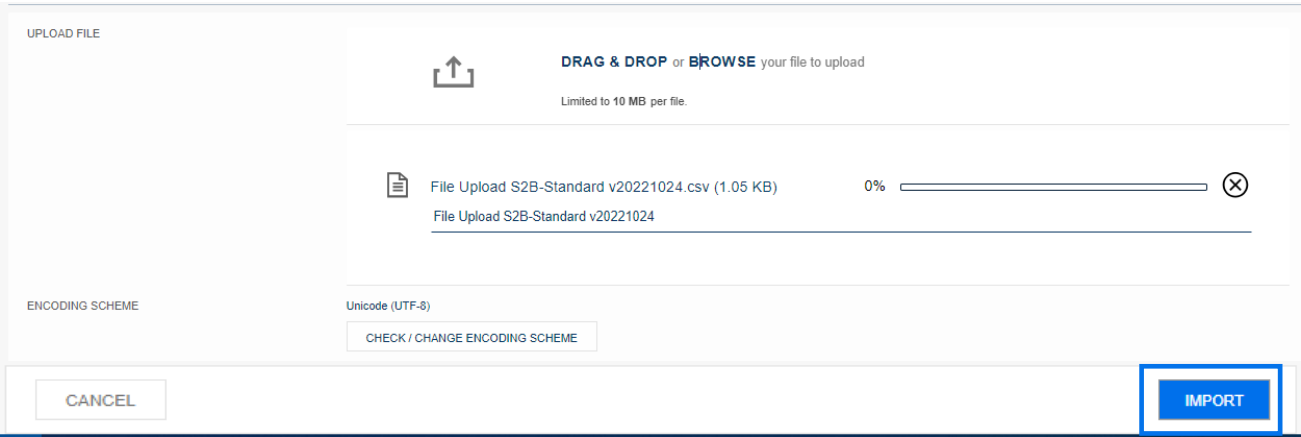 UPLOAD FILE
DRAG & DROP or BROWSE your file to upload
Limited to 10 MB per file.
File Upload S2B-Standard v20221024.csv (1.05 KB) 0%
File Upload S2B-Standard v20221024
ENCODING SCHEME
Unicode (UTF-8)
CHECK / CHANGE ENCODING SCHEME
CANCEL
IMPORT